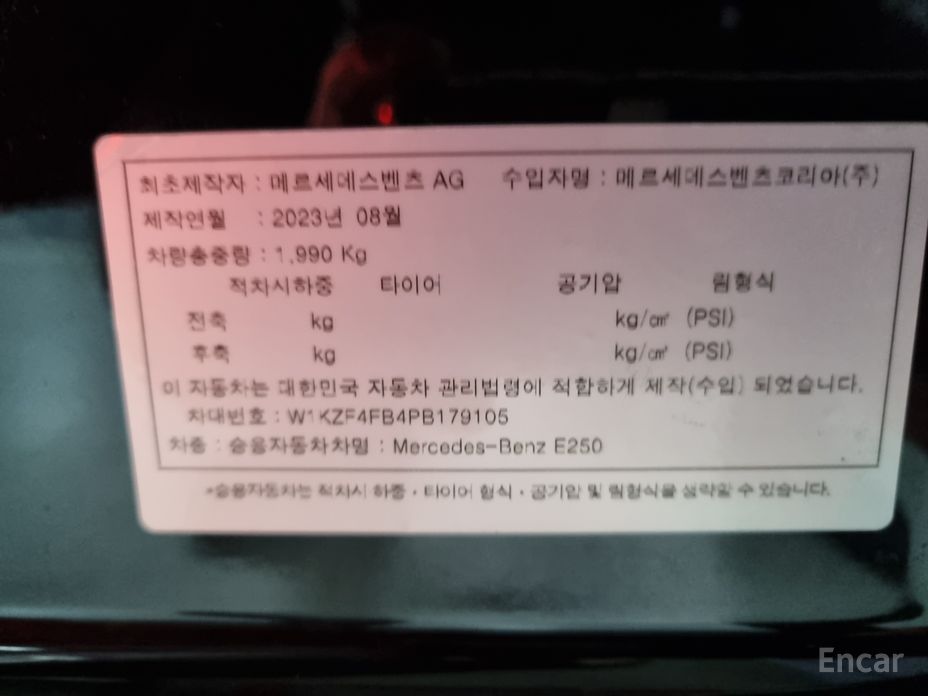 최초제작자 : 메르세데스벤츠 AG 수입자명 : 메르세데스벤츠코리아(주)
제작연월 : 2023년 08월
차량총중량 : 1,990 Kg
적차시하중 타이어 공기압 림형식
전축 kg kg/㎠ (PSI)
후축 kg kg/㎠ (PSI)
이 자동차는 대한민국 자동차 관리법령에 적합하게 제작(수입) 되었습니다.
차대번호 : W1KZF4FB4PB179105
차종 : 승용자동차차명 : Mercedes-Benz E250
*승용자동차는 적차시 하중·타이어 형식·공기압 및 림형식을 생략할 수 있습니다.
Encar